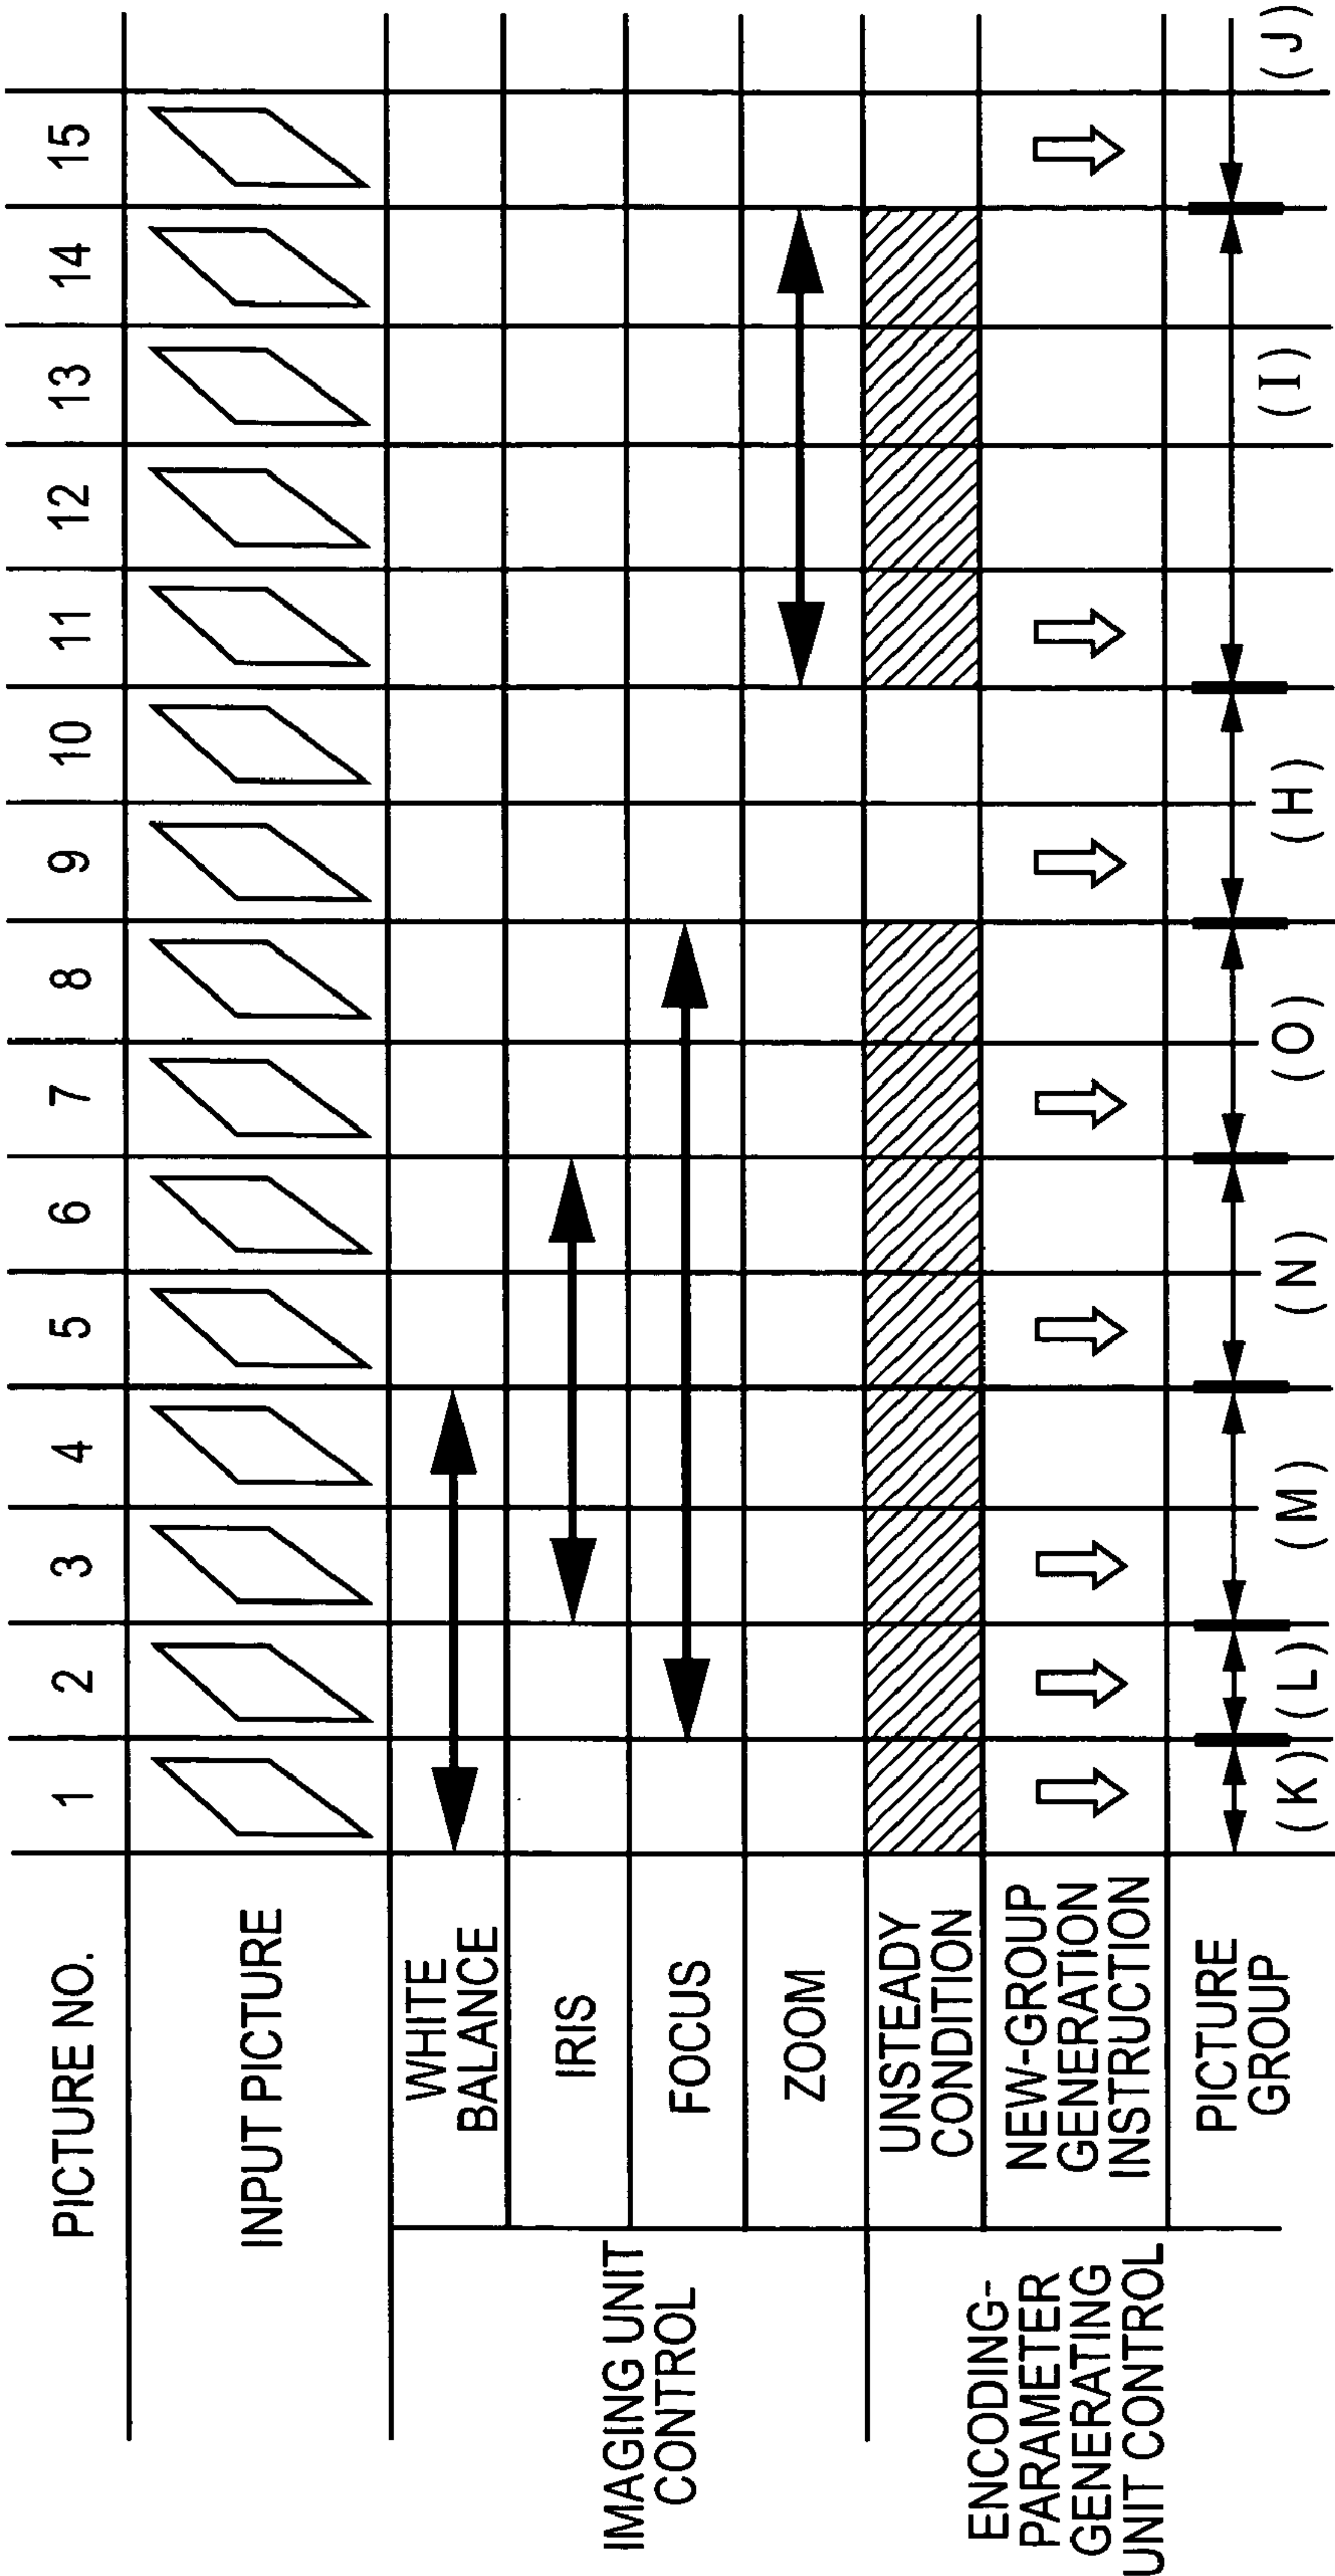 PICTURE NO. 1 2 3 4 5 6 7 8 9 10 11 12 13 14 15
INPUT PICTURE
IMAGING UNIT
CONTROL
WHITE
BALANCE
IRIS
FOCUS
ZOOM
ENCODING-
PARAMETER
GENERATING
UNIT CONTROL
UNSTEADY
CONDITION
NEW-GROUP
GENERATION
INSTRUCTION
PICTURE
GROUP
(K) (L) (M) (N) (O) (H) (I) (J)